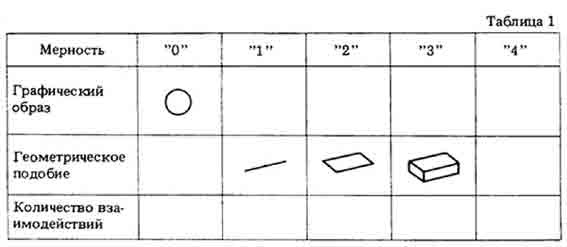 Таблица 1
Мерность "0" "1" "2" "3" "4"
Графический
образ
Геометрическое
подобие
Количество вза-
имодействий